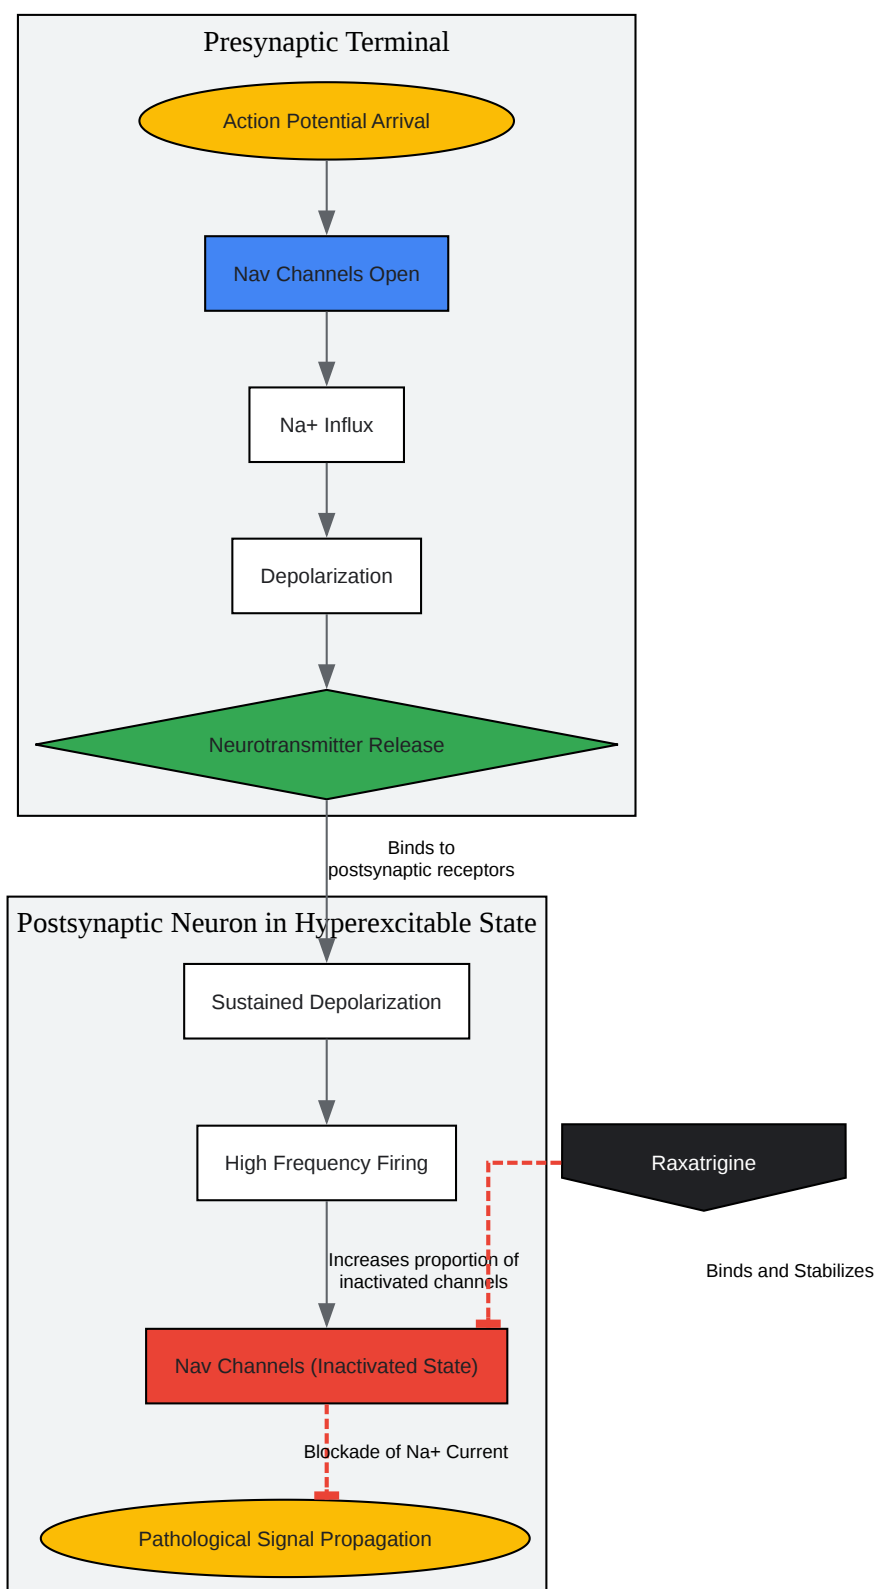 Presynaptic Terminal
Action Potential Arrival
Nav Channels Open
Na+ Influx
Depolarization
Neurotransmitter Release
Binds to
postsynaptic receptors
Postsynaptic Neuron in Hyperexcitable State
Sustained Depolarization
High Frequency Firing
Raxatrigine
Increases proportion of
inactivated channels
Binds and Stabilizes
Nav Channels (Inactivated State)
Blockade of Na+ Current
Pathological Signal Propagation